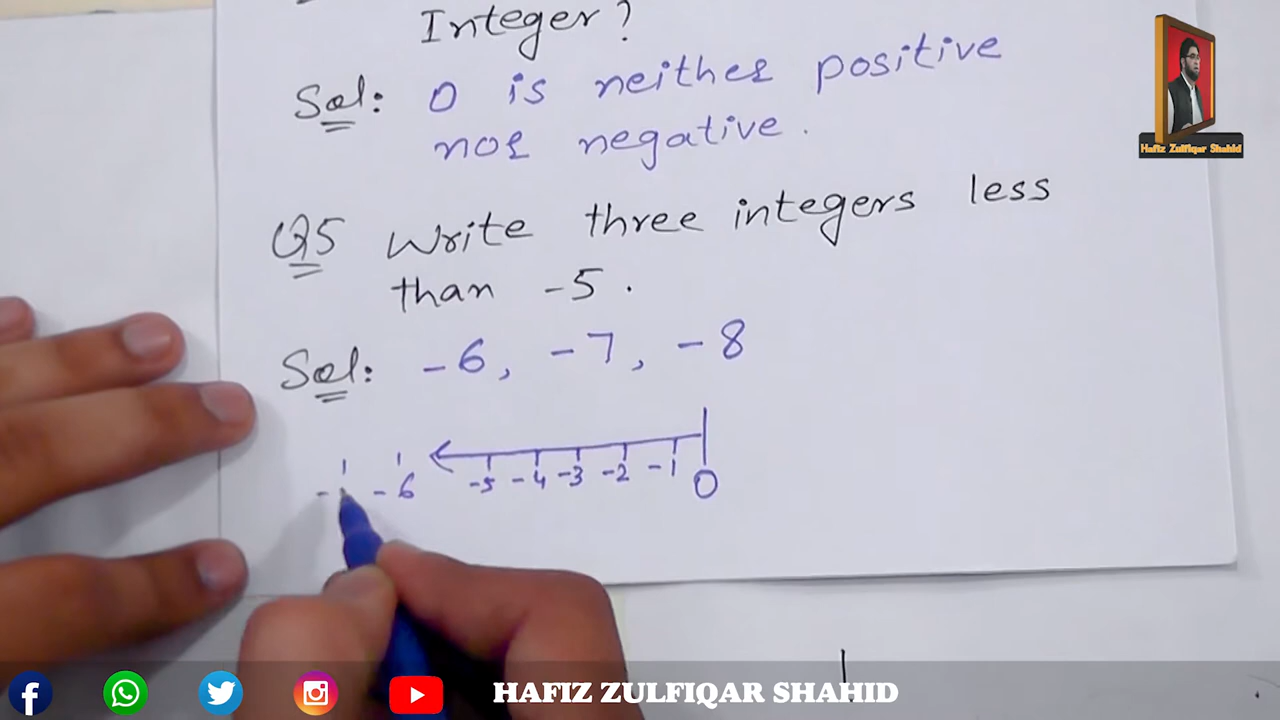 Integer?
Sol: 0 is neither positive
nor negative.
Q5 Write three integers less
than -5.
Sol: -6, -7, -8
-6 -5 -4 -3 -2 -1 0
Hafiz Zulfiqar Shahid
HAFIZ ZULFIQAR SHAHID